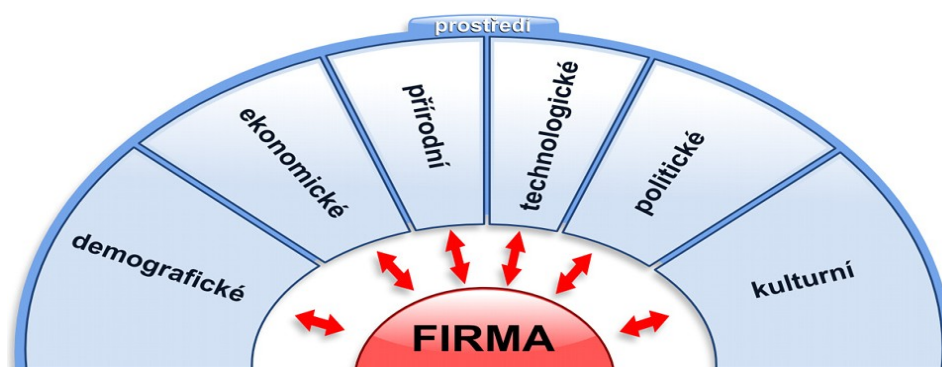 prostředí
demografické
ekonomické
přírodní
technologické
politické
kulturní
FIRMA